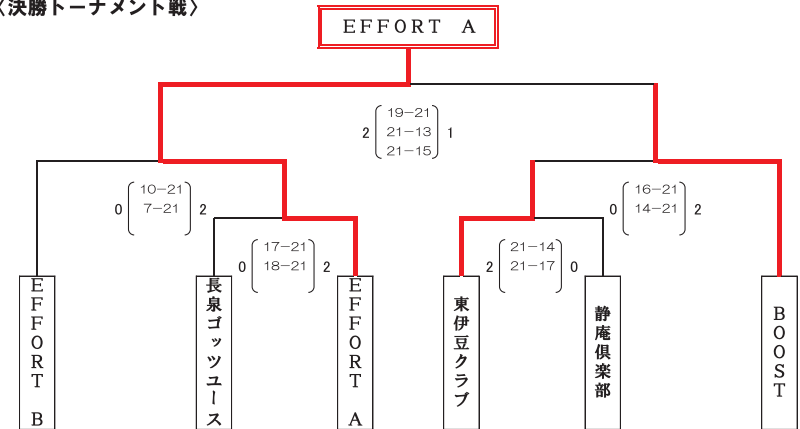 〈決勝トーナメント戦〉
EFFORT A
2 19-21 1
21-13
21-15
0 10-21 2
7-21
0 16-21 2
14-21
0 17-21 2
18-21
2 21-14 0
21-17
EFFORT B
長泉ゴッツユース
EFFORT A
東伊豆クラブ
静庵倶楽部
BOOST